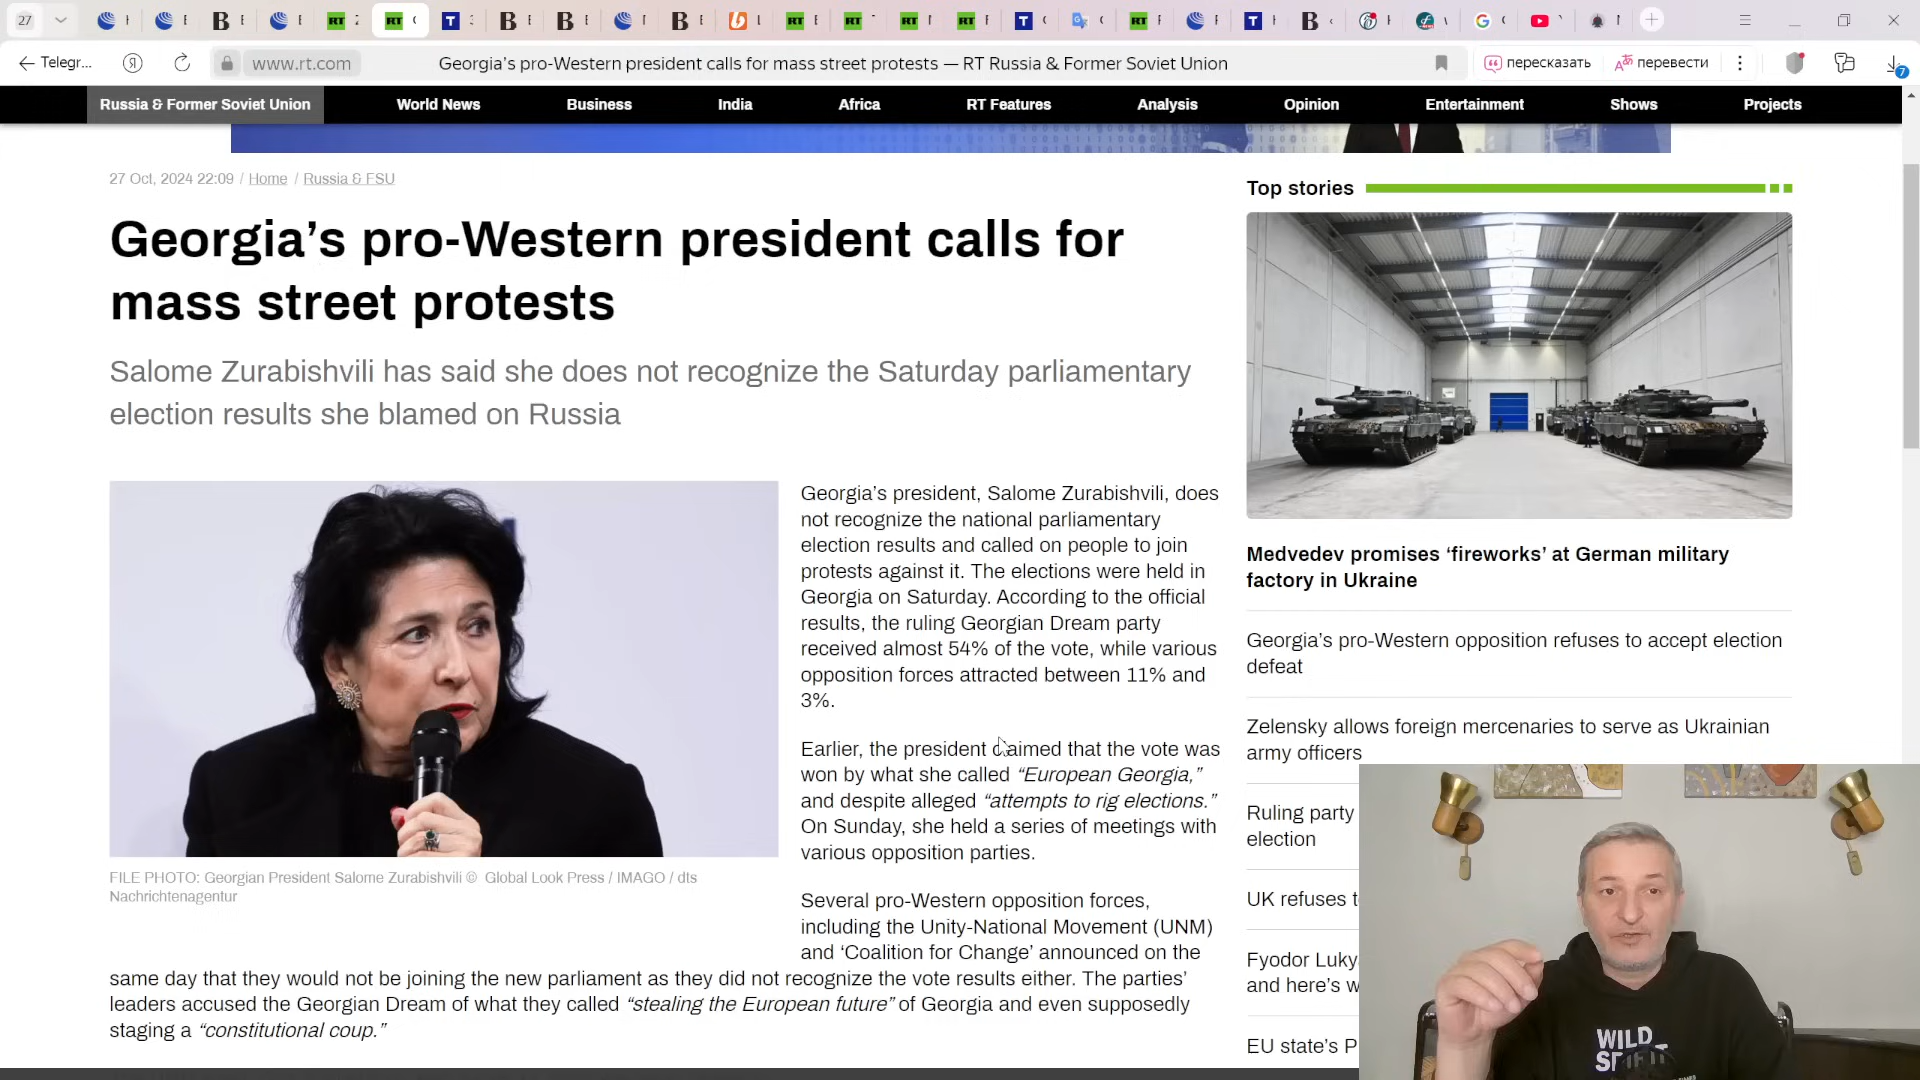 27
Telegr...
Я
www.rt.com
Georgia’s pro-Western president calls for mass street protests — RT Russia & Former Soviet Union
пересказать
перевести
7
Russia & Former Soviet Union
World News
Business
India
Africa
RT Features
Analysis
Opinion
Entertainment
Shows
Projects
27 Oct, 2024 22:09 / Home / Russia & FSU
Georgia’s pro-Western president calls for
mass street protests
Salome Zurabishvili has said she does not recognize the Saturday parliamentary
election results she blamed on Russia
FILE PHOTO: Georgian President Salome Zurabishvili © Global Look Press / IMAGO / dts
Nachrichtenagentur
Georgia’s president, Salome Zurabishvili, does
not recognize the national parliamentary
election results and called on people to join
protests against it. The elections were held in
Georgia on Saturday. According to the official
results, the ruling Georgian Dream party
received almost 54% of the vote, while various
opposition forces attracted between 11% and
3%.
Earlier, the president claimed that the vote was
won by what she called “European Georgia,”
and despite alleged “attempts to rig elections.”
On Sunday, she held a series of meetings with
various opposition parties.
Several pro-Western opposition forces,
including the Unity-National Movement (UNM)
and ‘Coalition for Change’ announced on the
same day that they would not be joining the new parliament as they did not recognize the vote results either. The parties’
leaders accused the Georgian Dream of what they called “stealing the European future” of Georgia and even supposedly
staging a “constitutional coup.”
Top stories
Medvedev promises ‘fireworks’ at German military
factory in Ukraine
Georgia’s pro-Western opposition refuses to accept election
defeat
Zelensky allows foreign mercenaries to serve as Ukrainian
army officers
Ruling party
election
UK refuses t
Fyodor Luky
and here’s w
EU state’s P
WILD